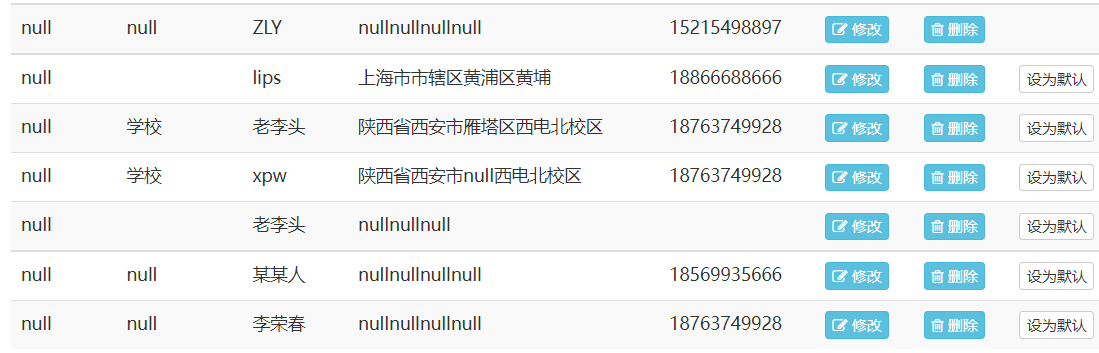 null null ZLY nullnullnullnull 15215498897 修改 删除
null lips 上海市市辖区黄浦区黄埔 18866688666 修改 删除 设为默认
null 学校 老李头 陕西省西安市雁塔区西电北校区 18763749928 修改 删除 设为默认
null 学校 xpw 陕西省西安市null西电北校区 18763749928 修改 删除 设为默认
null 老李头 nullnullnull 修改 删除 设为默认
null null 某某人 nullnullnullnull 18569935666 修改 删除 设为默认
null null 李荣春 nullnullnullnull 18763749928 修改 删除 设为默认